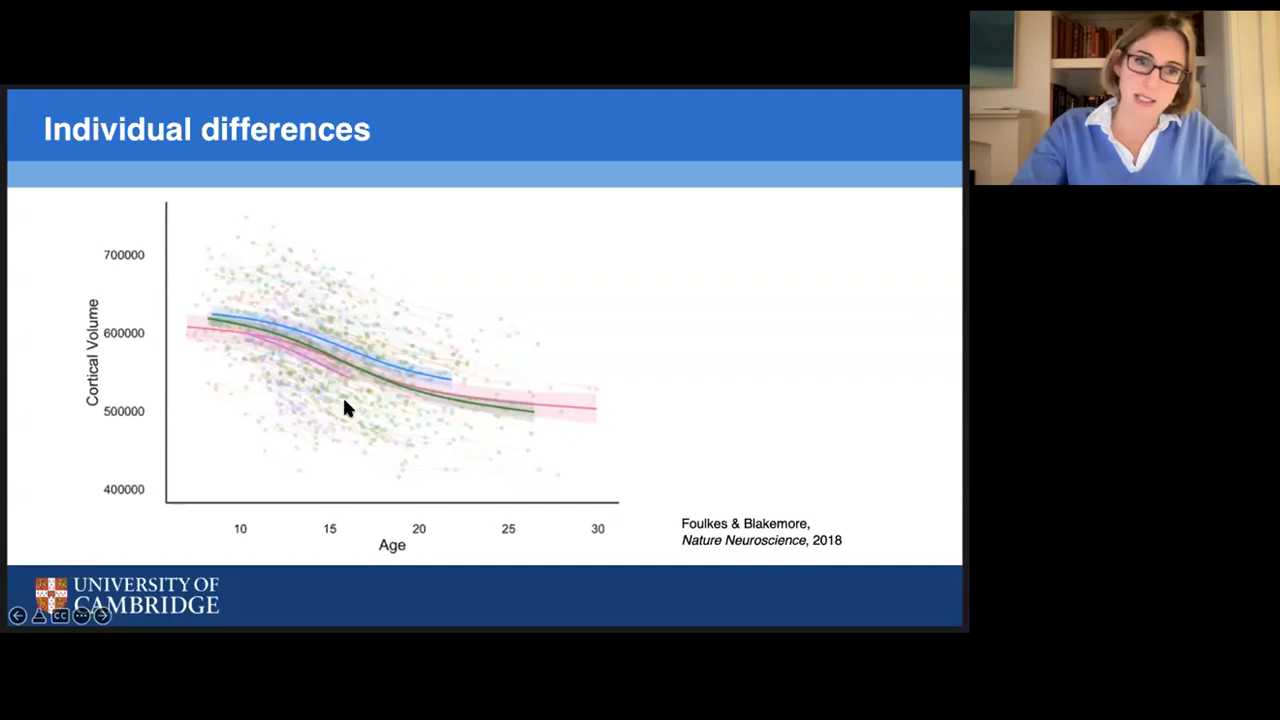 Individual differences
700000
600000
500000
400000
Cortical Volume
10 15 20 25 30
Age
Foulkes & Blakemore,
Nature Neuroscience, 2018
UNIVERSITY OF
CAMBRIDGE
CC